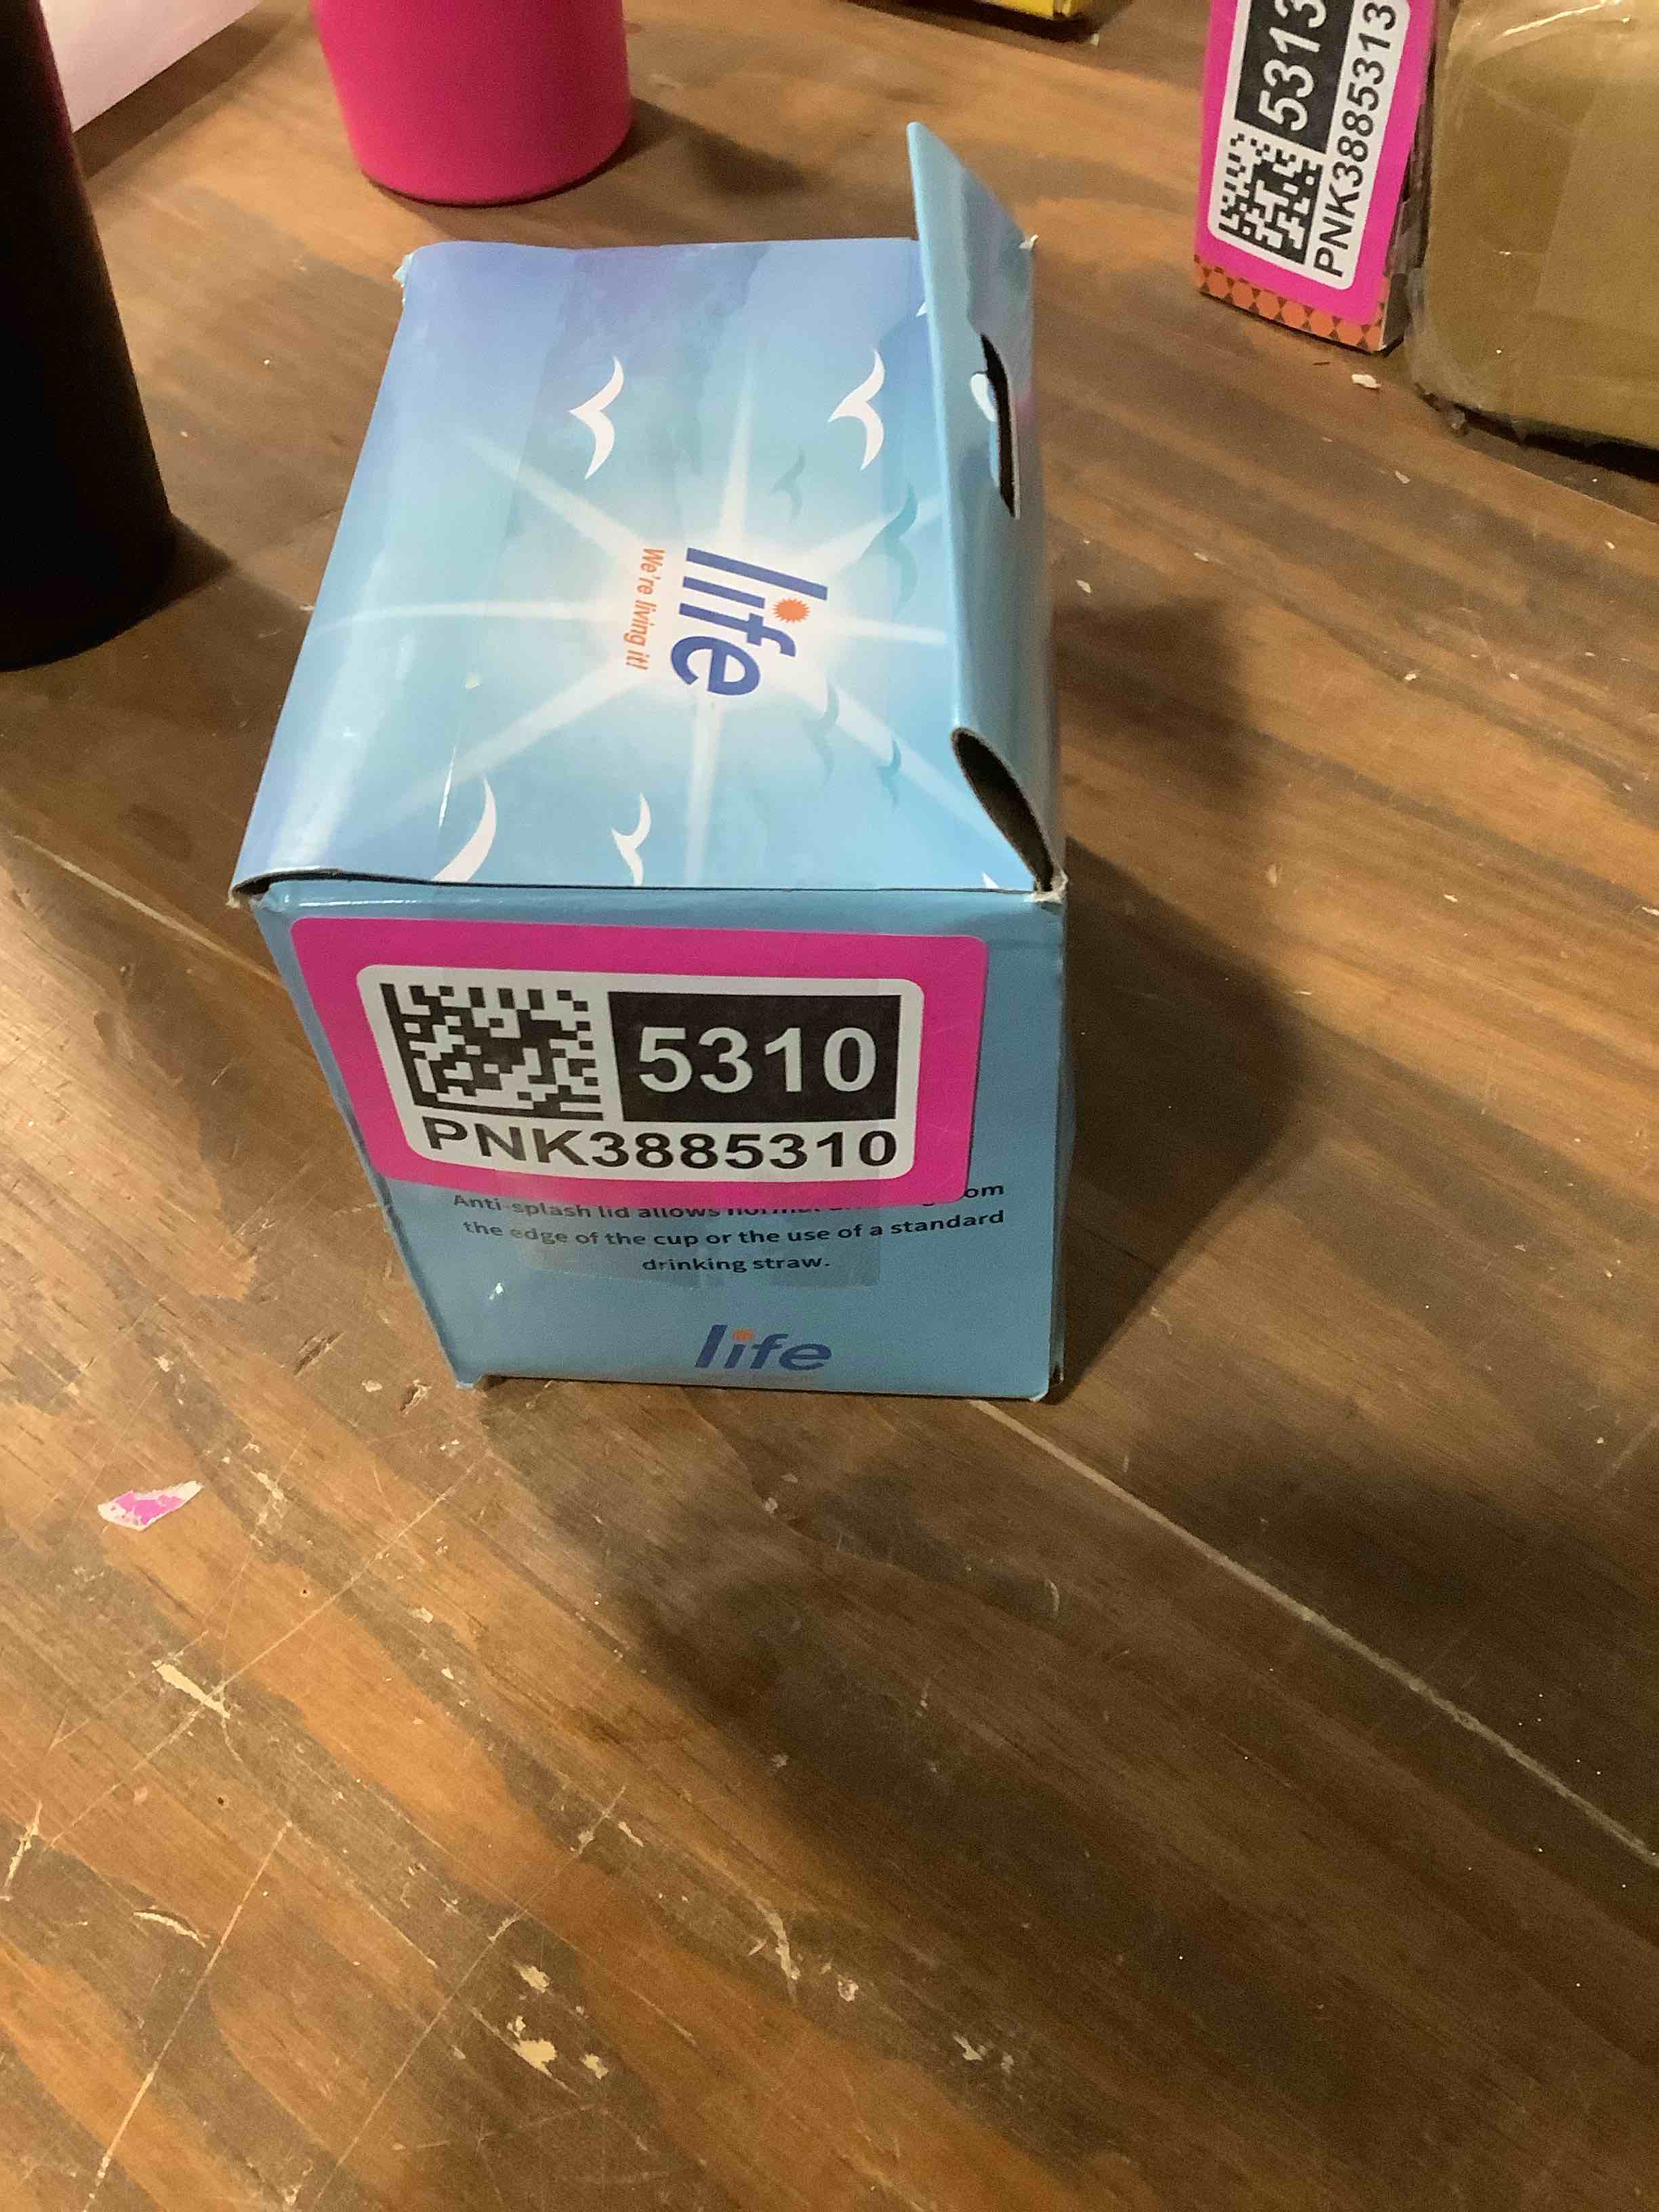 5313
PNK3885313
life
We're living it!
5310
PNK3885310
Anti-splash lid allows
the edge of the cup or the use of a standard
drinking straw.
life